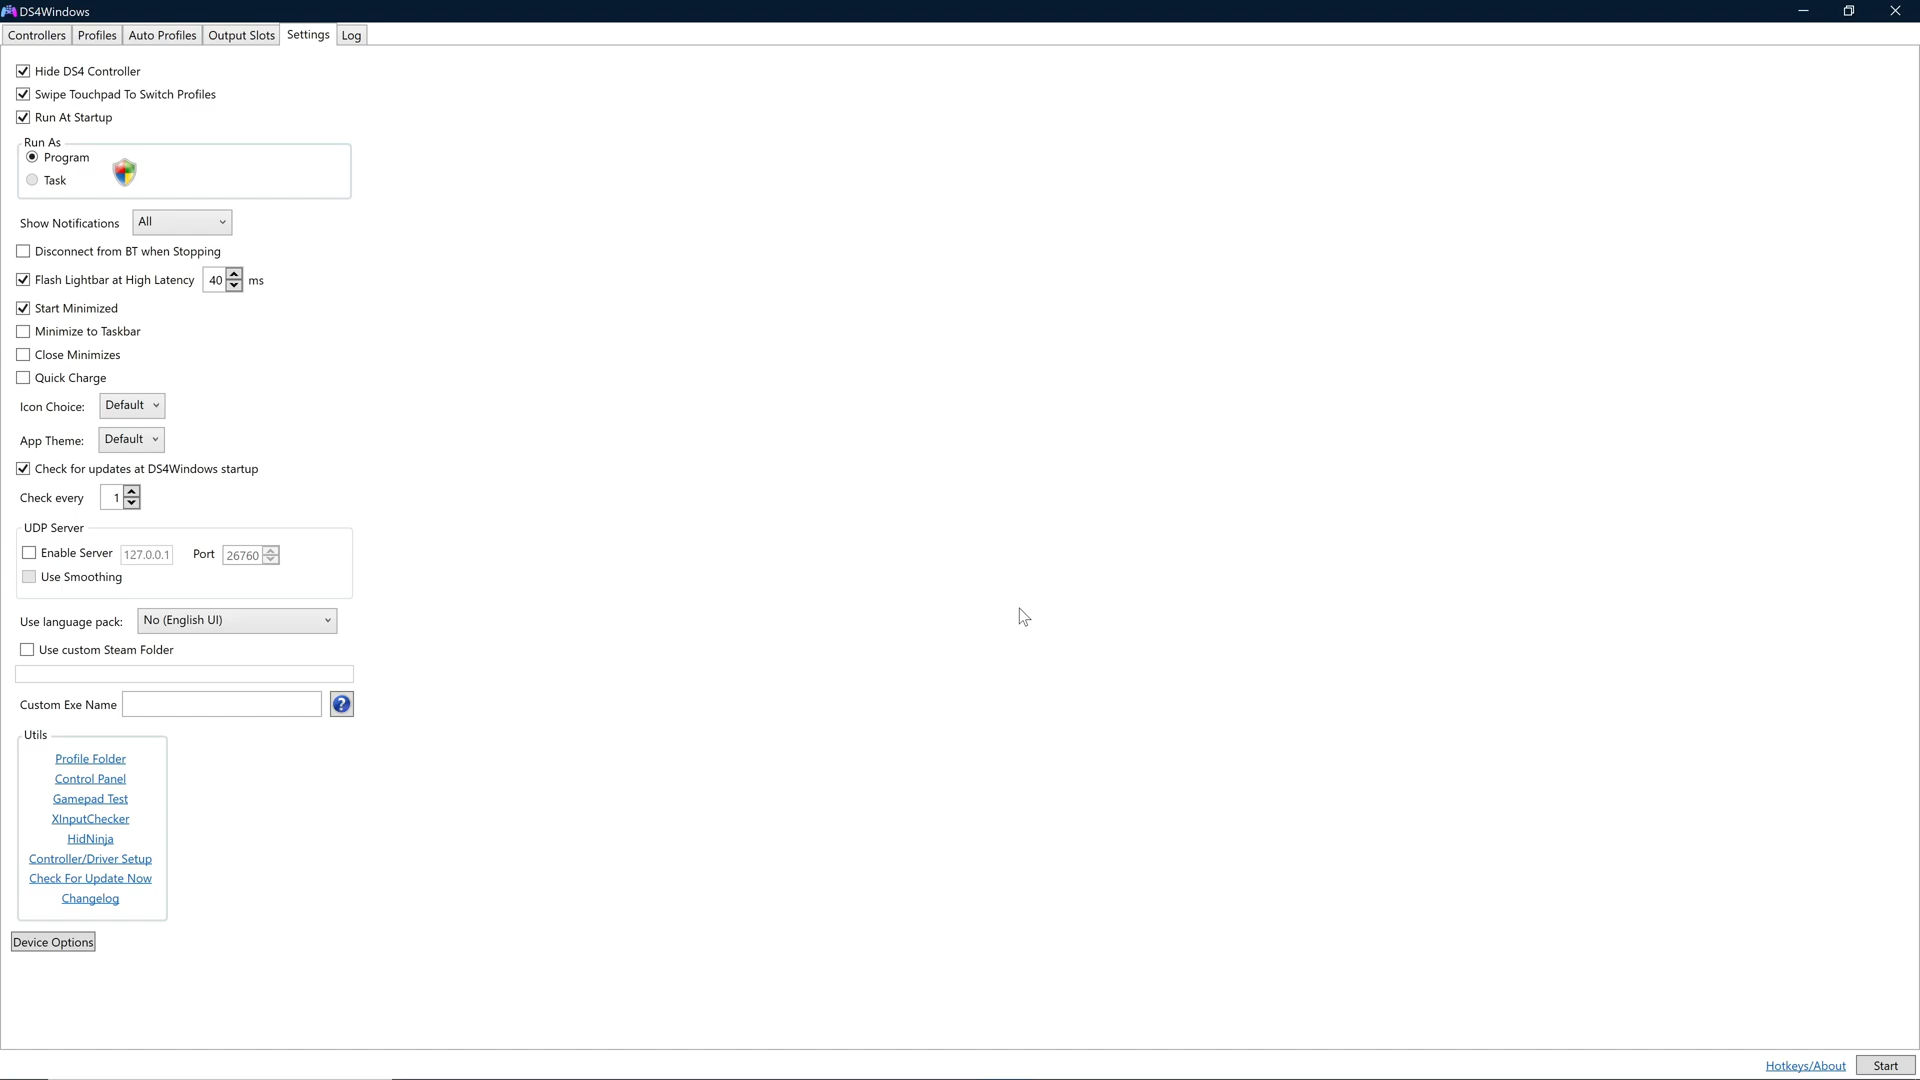 DS4Windows
Controllers Profiles Auto Profiles Output Slots Settings Log
Hide DS4 Controller
Swipe Touchpad To Switch Profiles
Run At Startup
Run As
Program
Task
Show Notifications All
Disconnect from BT when Stopping
Flash Lightbar at High Latency 40 ms
Start Minimized
Minimize to Taskbar
Close Minimizes
Quick Charge
Icon Choice: Default
App Theme: Default
Check for updates at DS4Windows startup
Check every 1
UDP Server
Enable Server 127.0.0.1 Port 26760
Use Smoothing
Use language pack: No (English UI)
Use custom Steam Folder
Custom Exe Name ?
Utils
Profile Folder
Control Panel
Gamepad Test
XInputChecker
HidNinja
Controller/Driver Setup
Check For Update Now
Changelog
Device Options
Hotkeys/About Start